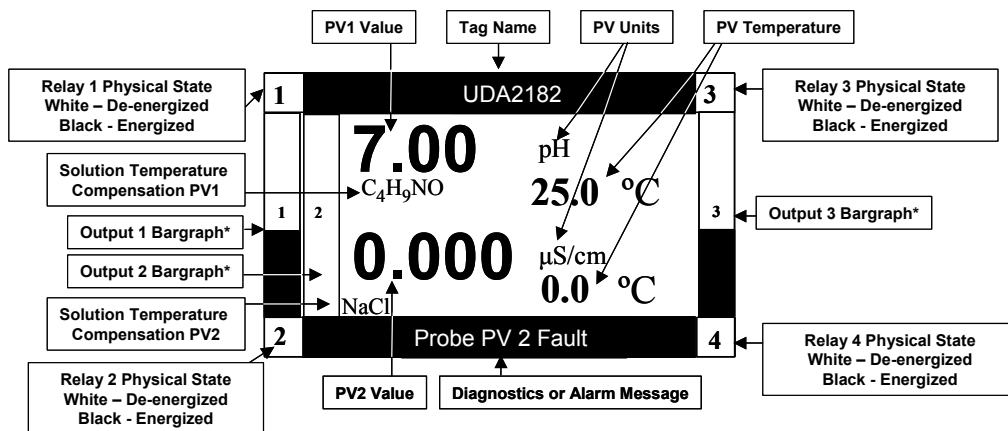 PV1 Value
Tag Name
PV Units
PV Temperature
Relay 1 Physical State
White – De-energized
Black - Energized
1
UDA2182
3
Relay 3 Physical State
White – De-energized
Black - Energized
7.00
pH
Solution Temperature
Compensation PV1
C4H9NO
25.0 ºC
1
2
3
Output 1 Bargraph*
Output 3 Bargraph*
0.000
µS/cm
Output 2 Bargraph*
0.0 ºC
Solution Temperature
Compensation PV2
NaCl
2
Probe PV 2 Fault
4
Relay 2 Physical State
White – De-energized
Black - Energized
PV2 Value
Diagnostics or Alarm Message
Relay 4 Physical State
White – De-energized
Black - Energized